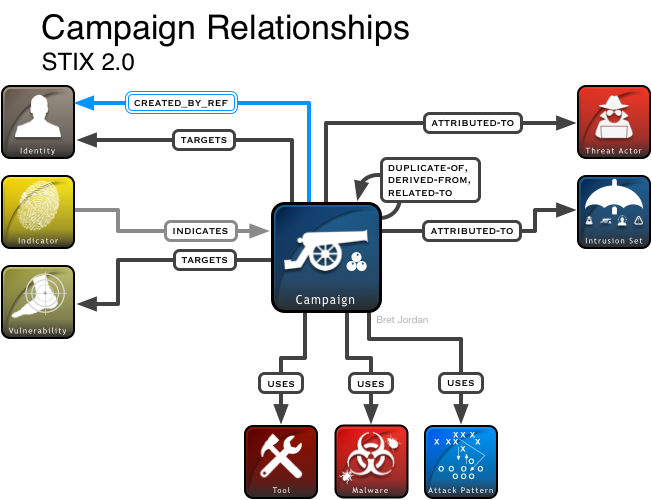 Campaign Relationships
STIX 2.0
CREATED_BY_REF
Identity
TARGETS
ATTRIBUTED-TO
Threat Actor
DUPLICATE-OF,
DERIVED-FROM,
RELATED-TO
Indicator
INDICATES
ATTRIBUTED-TO
Intrusion Set
TARGETS
Vulnerability
Campaign
Bret Jordan
USES
USES
USES
Tool
Malware
X X X
X X X X
X
O
O O O O O
O O O
Attack Pattern